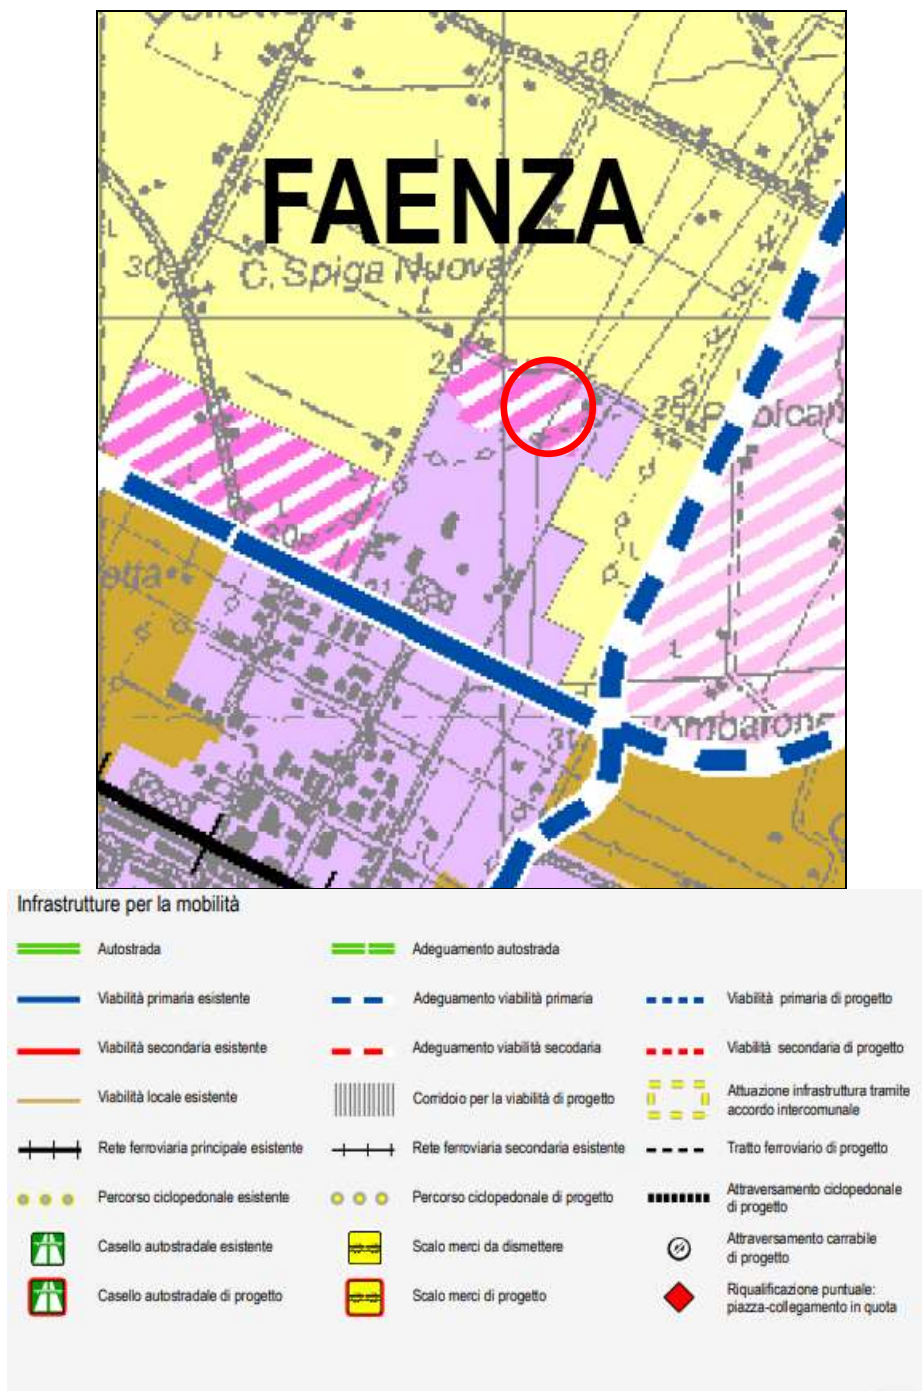 28
FAENZA
30
C. Spiga Nuova
25
30
31
Infrastrutture per la mobilità
Autostrada
Adeguamento autostrada
Viabilità primaria esistente
Adeguamento viabilità primaria
Viabilità primaria di progetto
Viabilità secondaria esistente
Adeguamento viabilità secodaria
Viabilità secondaria di progetto
Viabilità locale esistente
Corridoio per la viabilità di progetto
Attuazione infrastruttura tramite
accordo intercomunale
Rete ferroviaria principale esistente
Rete ferroviaria secondaria esistente
Tratto ferroviario di progetto
Percorso ciclopedonale esistente
Percorso ciclopedonale di progetto
Attraversamento ciclopedonale
di progetto
Casello autostradale esistente
Scalo merci da dismettere
Attraversamento carrabile
di progetto
Casello autostradale di progetto
Scalo merci di progetto
Riqualificazione puntuale:
piazza-collegamento in quota